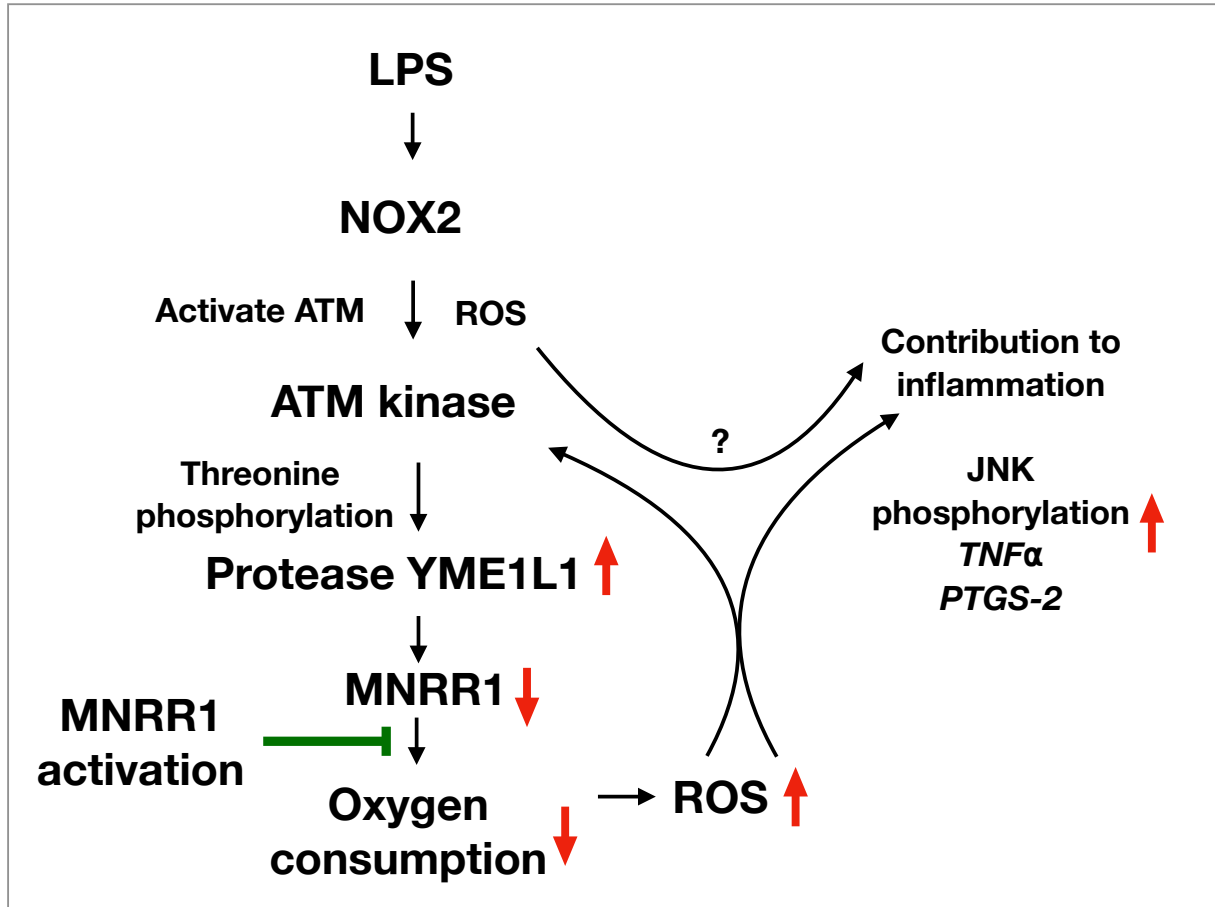 LPS
NOX2
Activate ATM
ROS
ATM kinase
Contribution to
inflammation
?
Threonine
phosphorylation
JNK
phosphorylation
TNFα
PTGS-2
Protease YME1L1
MNRR1
MNRR1
activation
Oxygen
consumption
ROS